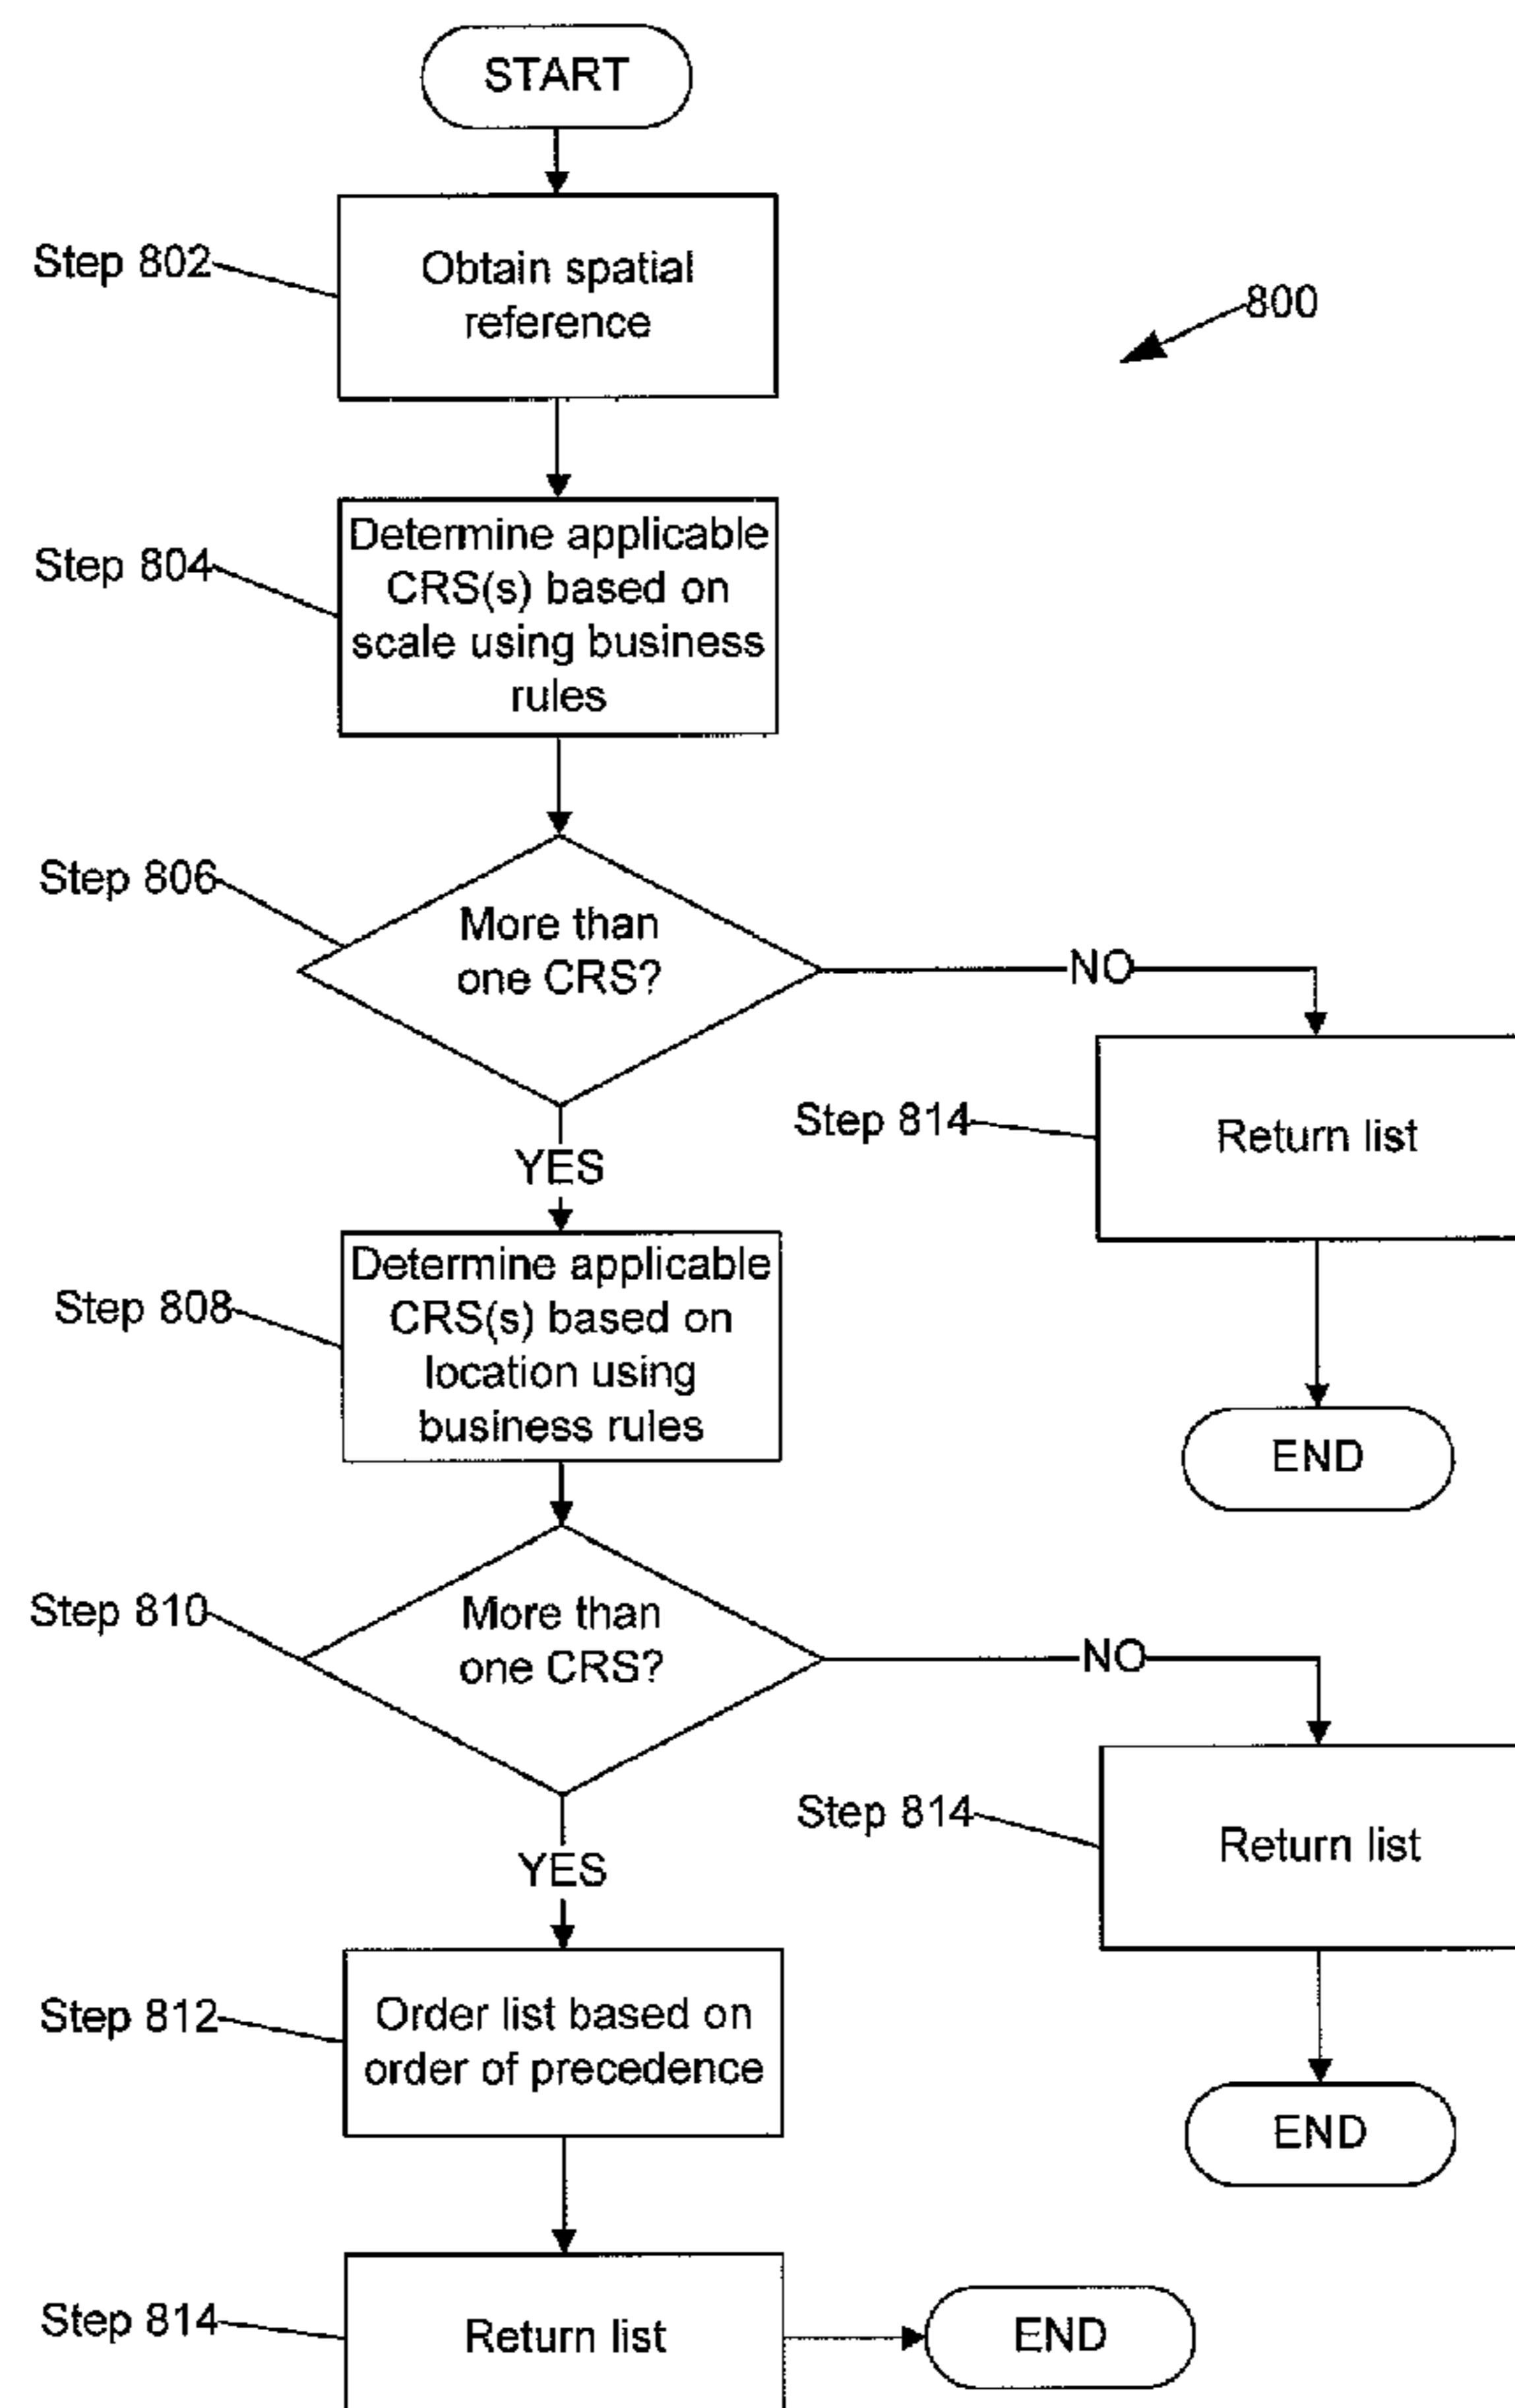 START
Step 802
Obtain spatial
reference
800
Step 804
Determine applicable
CRS(s) based on
scale using business
rules
Step 806
More than
one CRS?
NO
Step 814
Return list
END
YES
Step 808
Determine applicable
CRS(s) based on
location using
business rules
Step 810
More than
one CRS?
NO
Step 814
Return list
END
YES
Step 812
Order list based on
order of precedence
Step 814
Return list
END